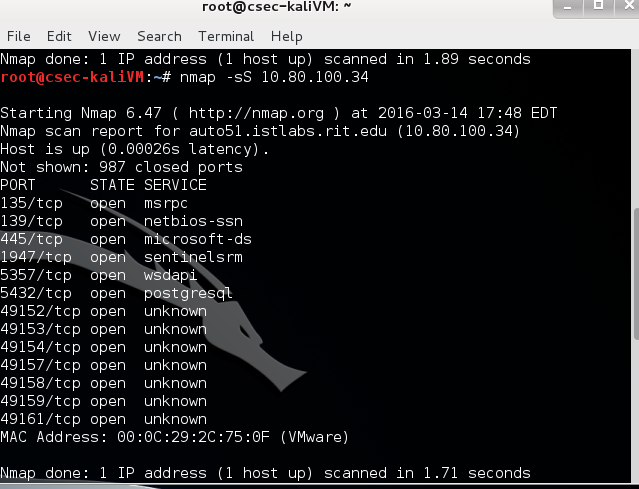 root@csec-kaliVM: ~
File Edit View Search Terminal Help
Nmap done: 1 IP address (1 host up) scanned in 1.89 seconds
root@csec-kaliVM:~# nmap -sS 10.80.100.34

Starting Nmap 6.47 ( http://nmap.org ) at 2016-03-14 17:48 EDT
Nmap scan report for auto51.istlabs.rit.edu (10.80.100.34)
Host is up (0.00026s latency).
Not shown: 987 closed ports
PORT      STATE SERVICE
135/tcp   open  msrpc
139/tcp   open  netbios-ssn
445/tcp   open  microsoft-ds
1947/tcp  open  sentinelsrm
5357/tcp  open  wsdapi
5432/tcp  open  postgresql
49152/tcp open  unknown
49153/tcp open  unknown
49154/tcp open  unknown
49157/tcp open  unknown
49158/tcp open  unknown
49159/tcp open  unknown
49161/tcp open  unknown
MAC Address: 00:0C:29:2C:75:0F (VMware)

Nmap done: 1 IP address (1 host up) scanned in 1.71 seconds